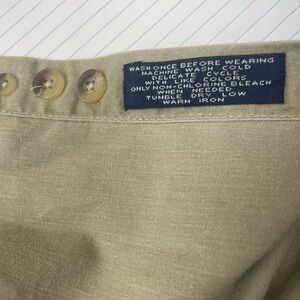 WASH ONCE BEFORE WEARING
MACHINE WASH COLD
DELICATE CYCLE
WITH LIKE COLORS
ONLY NON-CHLORINE BLEACH
WHEN NEEDED
TUMBLE DRY LOW
WARM IRON